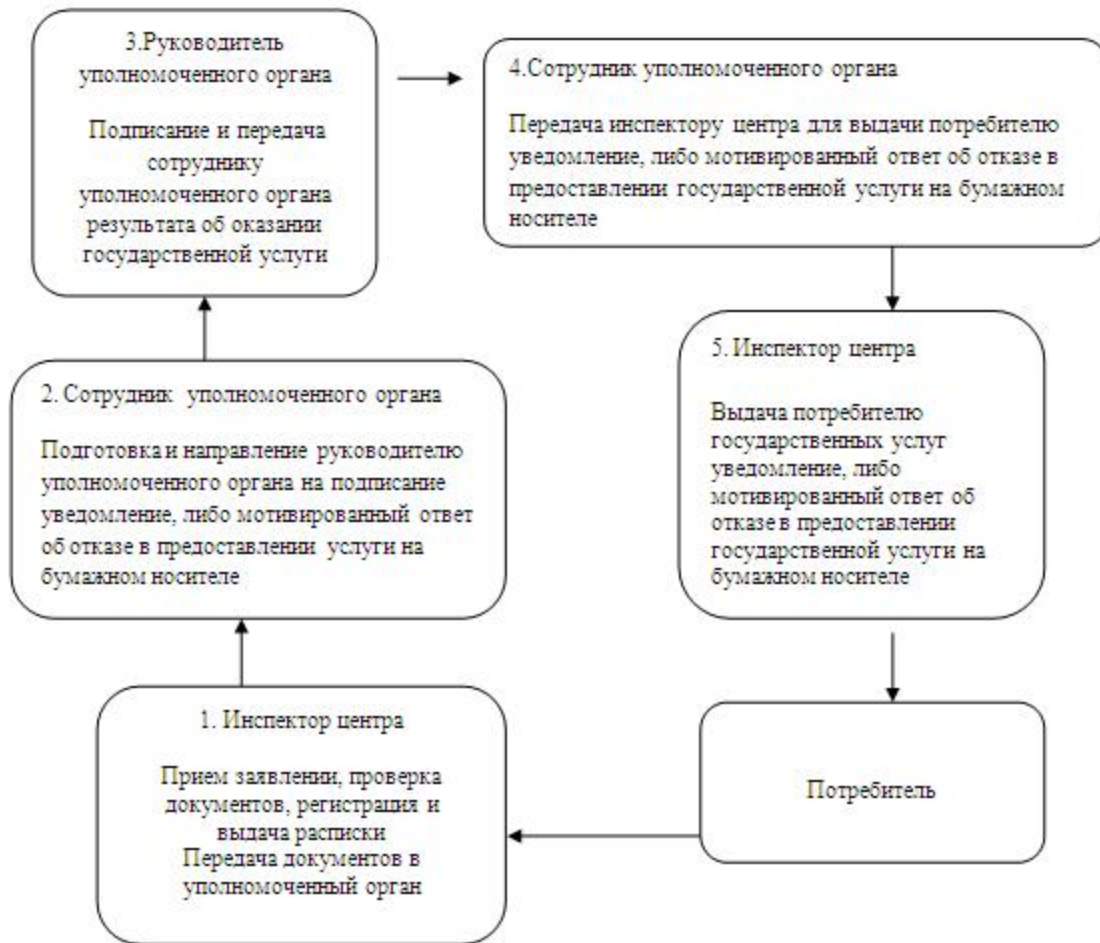 3.Руководитель
уполномоченного органа
Подписание и передача
сотруднику
уполномоченного органа
результата об оказании
государственной услуги
4.Сотрудник уполномоченного органа
Передача инспектору центра для выдачи потребителю
уведомление, либо мотивированный ответ об отказе в
предоставлении государственной услуги на бумажном
носителе
5. Инспектор центра
Выдача потребителю
государственных услуг
уведомление, либо
мотивированный ответ об
отказе в предоставлении
государственной услуги на
бумажном носителе
2. Сотрудник уполномоченного органа
Подготовка и направление руководителю
уполномоченного органа на подписание
уведомление, либо мотивированный ответ
об отказе в предоставлении услуги на
бумажном носителе
1. Инспектор центра
Прием заявлении, проверка
документов, регистрация и
выдача расписки
Передача документов в
уполномоченный орган
Потребитель